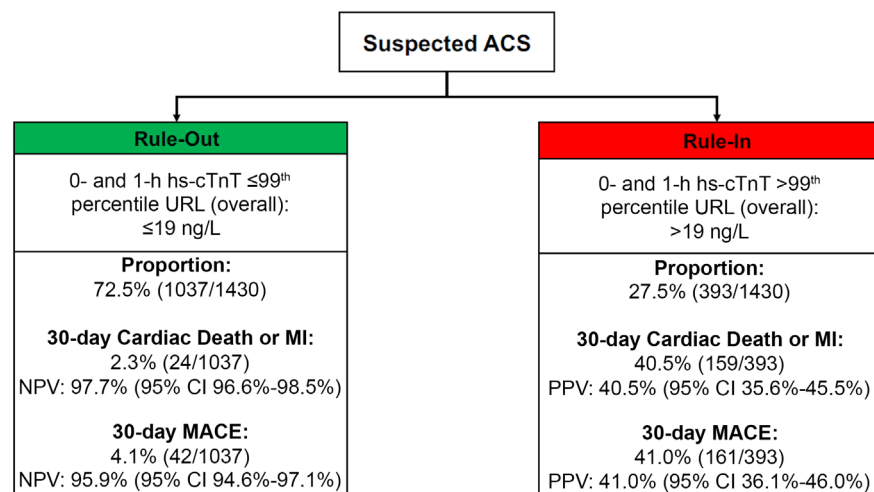 Suspected ACS
Rule-Out
0- and 1-h hs-cTnT ≤99th
percentile URL (overall):
≤19 ng/L
Proportion:
72.5% (1037/1430)
30-day Cardiac Death or MI:
2.3% (24/1037)
NPV: 97.7% (95% CI 96.6%-98.5%)
30-day MACE:
4.1% (42/1037)
NPV: 95.9% (95% CI 94.6%-97.1%)
Rule-In
0- and 1-h hs-cTnT >99th
percentile URL (overall):
>19 ng/L
Proportion:
27.5% (393/1430)
30-day Cardiac Death or MI:
40.5% (159/393)
PPV: 40.5% (95% CI 35.6%-45.5%)
30-day MACE:
41.0% (161/393)
PPV: 41.0% (95% CI 36.1%-46.0%)